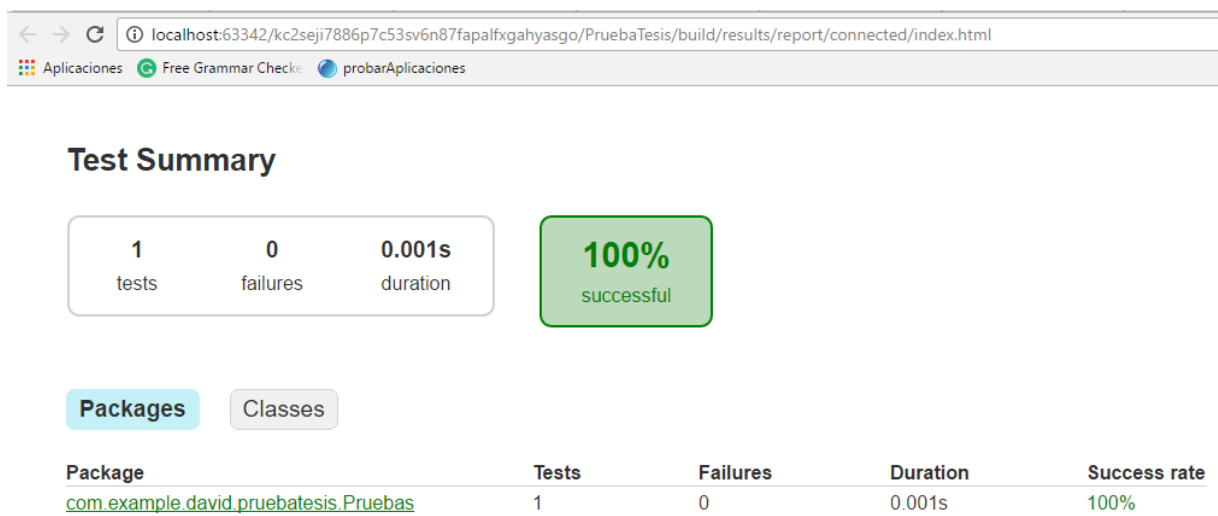 localhost:63342/kc2seji7886p7c53sv6n87fapalfxgahyasgo/PruebaTesis/build/results/report/connected/index.html
Aplicaciones Free Grammar Checke probarAplicaciones
Test Summary
1 0 0.001s 100%
tests failures duration successful
Packages Classes
Package Tests Failures Duration Success rate
com.example.david.pruebatesis.Pruebas 1 0 0.001s 100%